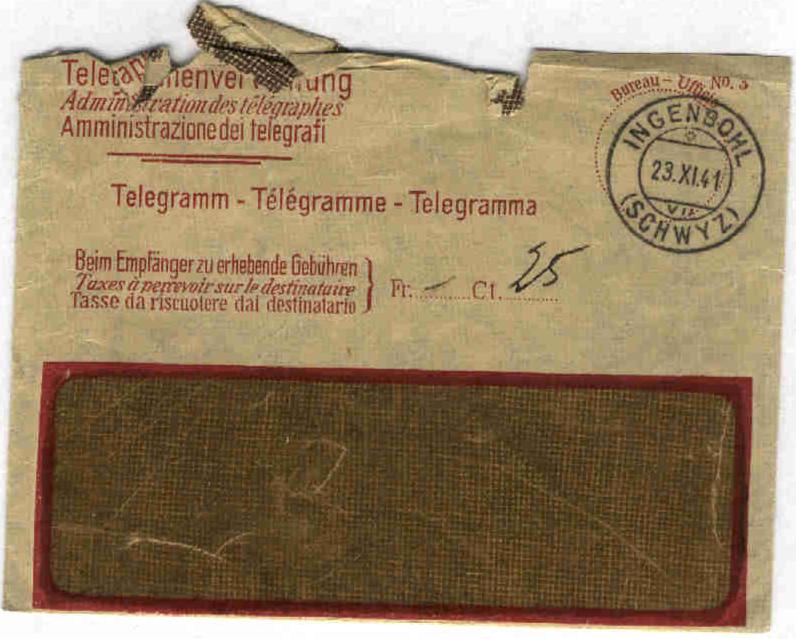 Administration des télégraphes
Amministrazione dei telegrafi
Bureau – Ufficio No. 3
INGENBOHL
23.XI.41
VIII
(SCHWYZ)
Telegramm - Télégramme - Telegramma
Beim Empfänger zu erhebende Gebühren
Taxes à percevoir sur le destinataire
Tasse da riscuotere dal destinatario
Fr. – Ct. 25